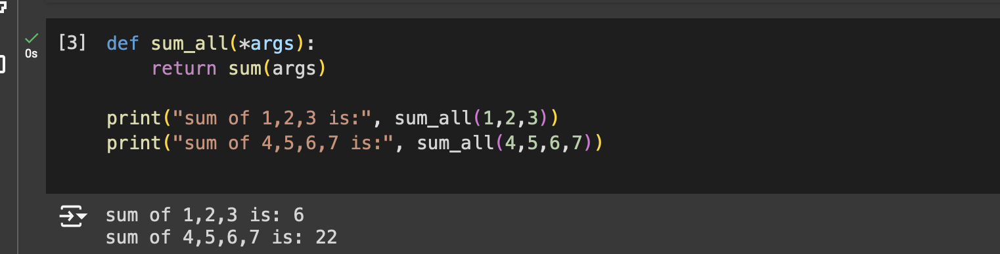 [3] def sum_all(*args):
    return sum(args)
print("sum of 1,2,3 is:", sum_all(1,2,3))
print("sum of 4,5,6,7 is:", sum_all(4,5,6,7))
0s
sum of 1,2,3 is: 6
sum of 4,5,6,7 is: 22